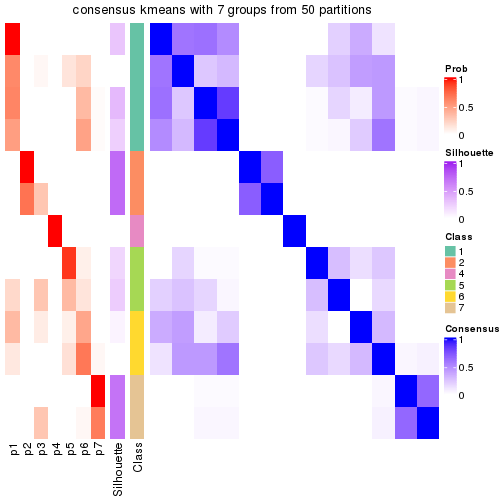 consensus kmeans with 7 groups from 50 partitions
Prob
1
0.5
0
Silhouette
1
0.5
0
Class
1
2
4
5
6
7
Consensus
1
0.5
0
p1
p2
p3
p4
p5
p6
p7
Silhouette
Class